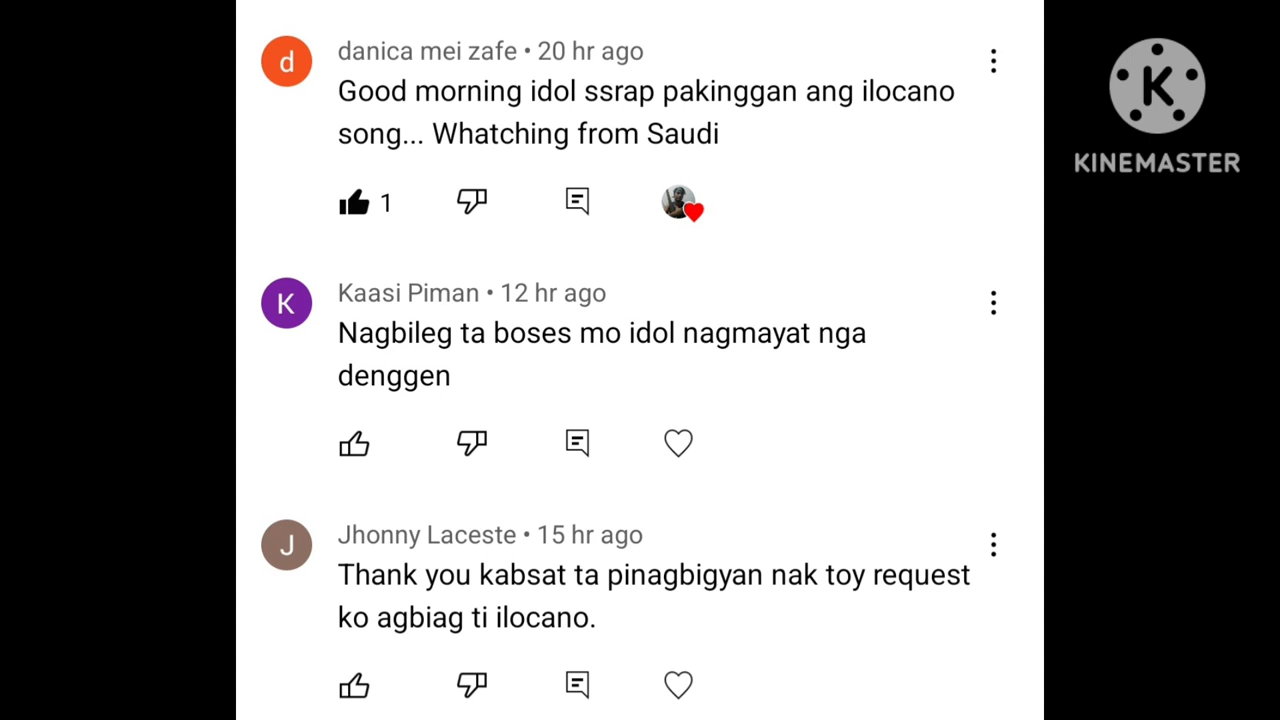 d
danica mei zafe • 20 hr ago
Good morning idol ssrap pakinggan ang ilocano
song... Whatching from Saudi
1
K
Kaasi Piman • 12 hr ago
Nagbileg ta boses mo idol nagmayat nga
denggen
J
Jhonny Laceste • 15 hr ago
Thank you kabsat ta pinagbigyan nak toy request
ko agbiag ti ilocano.
K
KINEMASTER